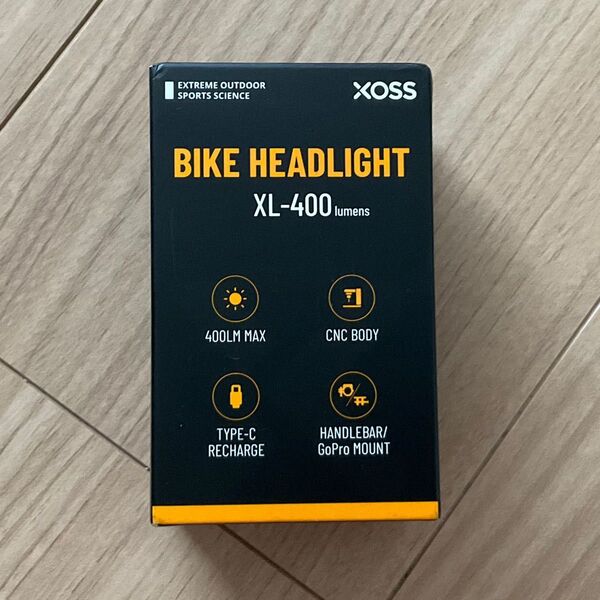 EXTREME OUTDOOR
SPORTS SCIENCE
XOSS
BIKE HEADLIGHT
XL-400 lumens
400LM MAX
CNC BODY
TYPE-C
RECHARGE
HANDLEBAR/
GoPro MOUNT